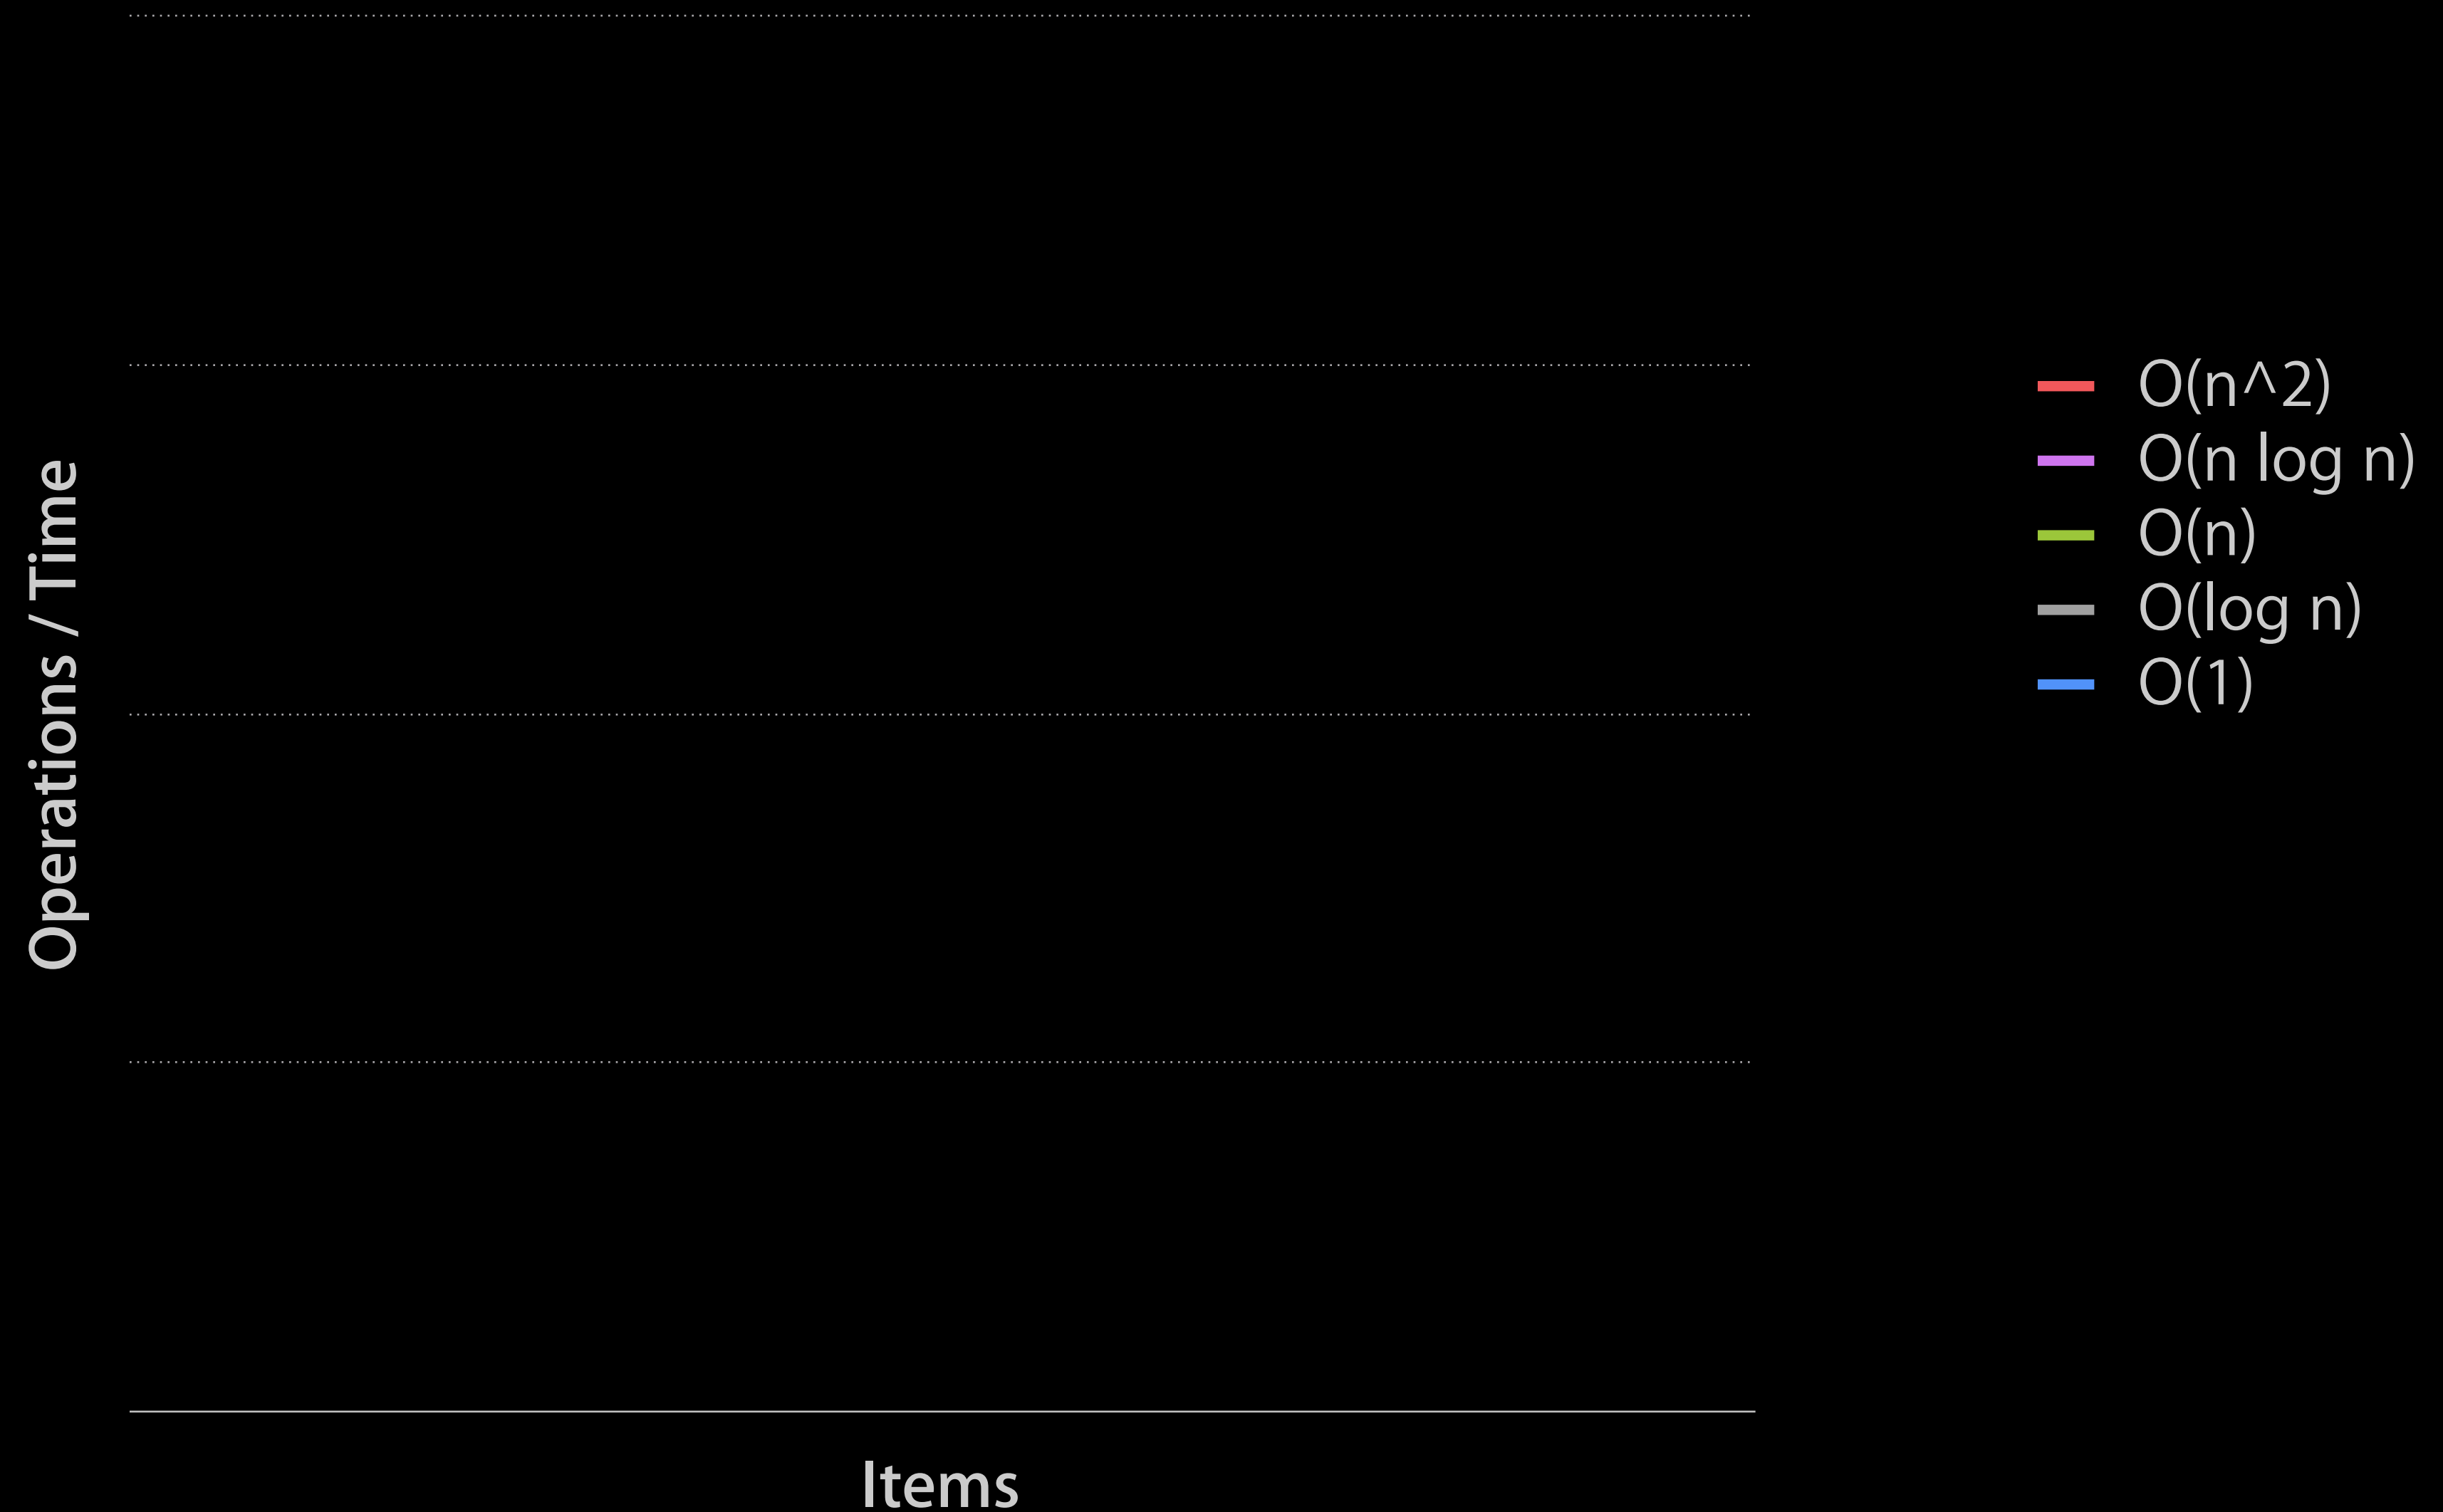 Operations / Time
O(n^2)
O(n log n)
O(n)
O(log n)
O(1)
Items